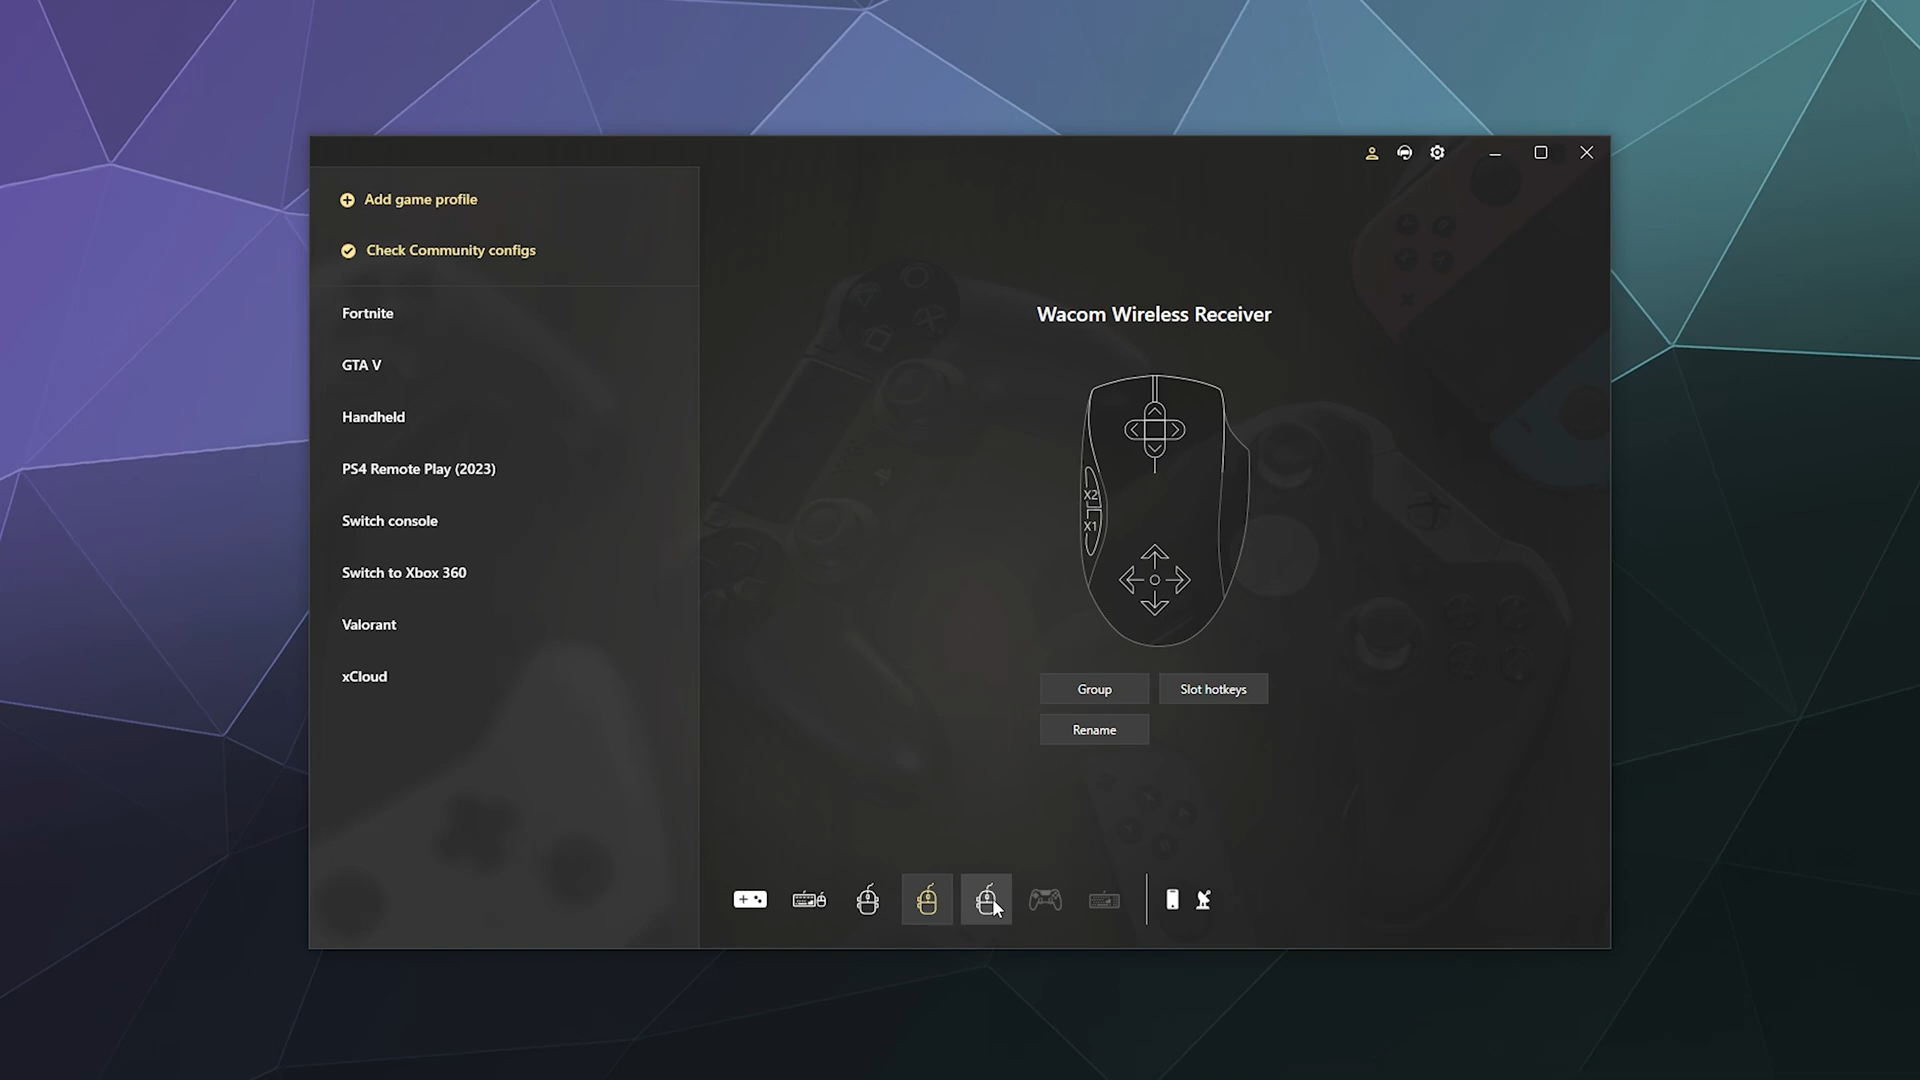 Add game profile
Check Community configs
Fortnite
GTA V
Handheld
PS4 Remote Play (2023)
Switch console
Switch to Xbox 360
Valorant
xCloud
Wacom Wireless Receiver
X2
X1
Group
Slot hotkeys
Rename